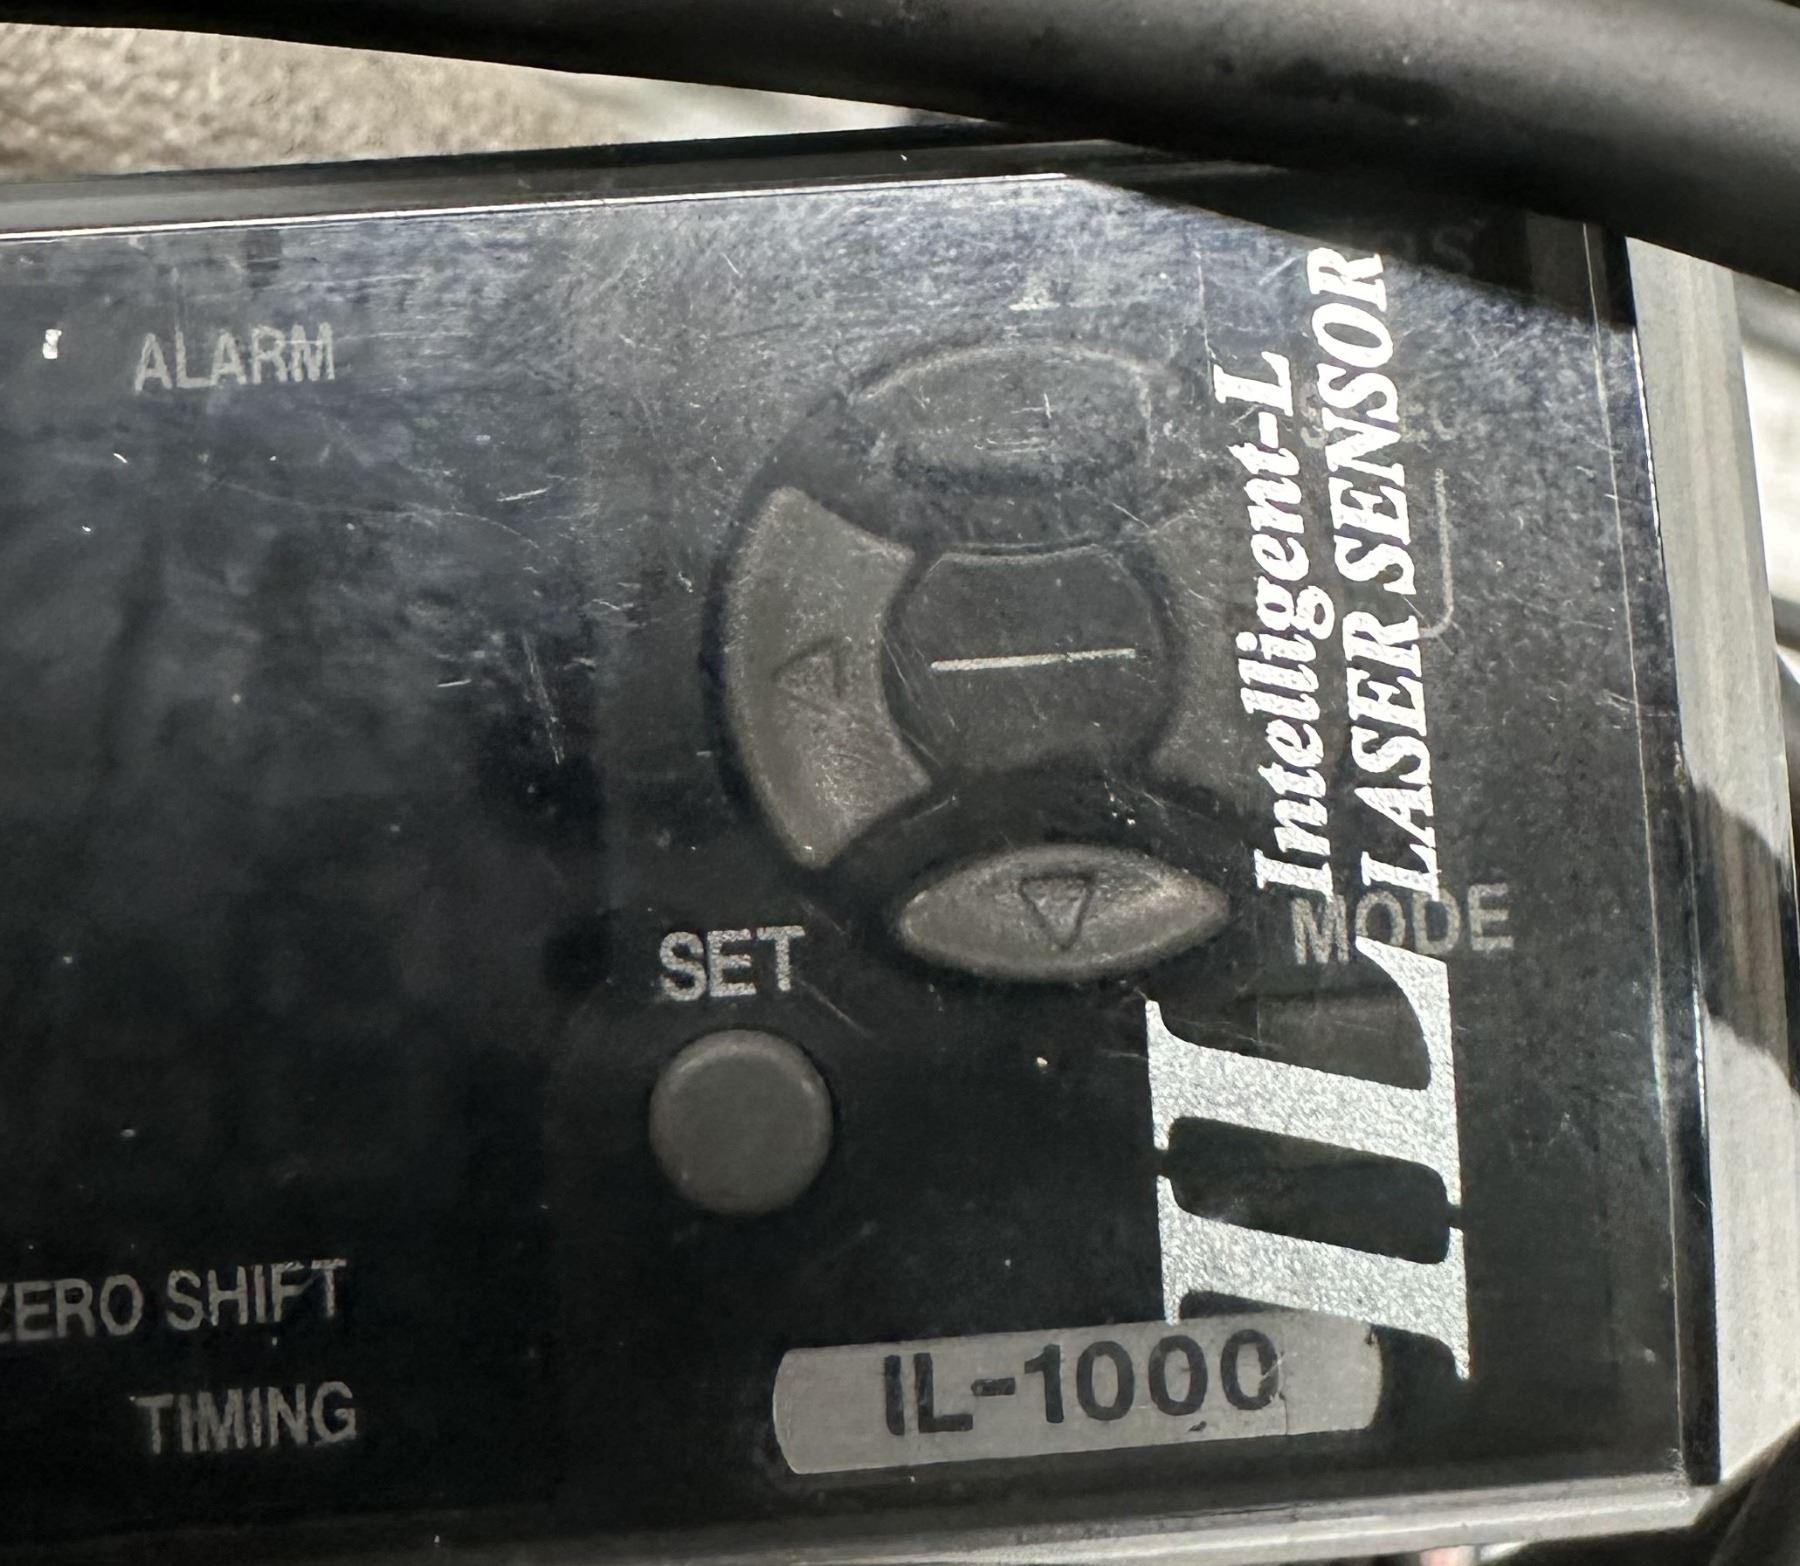 ALARM
Intelligent-L
LASER SENSOR
MODE
SET
IL
ZERO SHIFT
TIMING
IL-1000